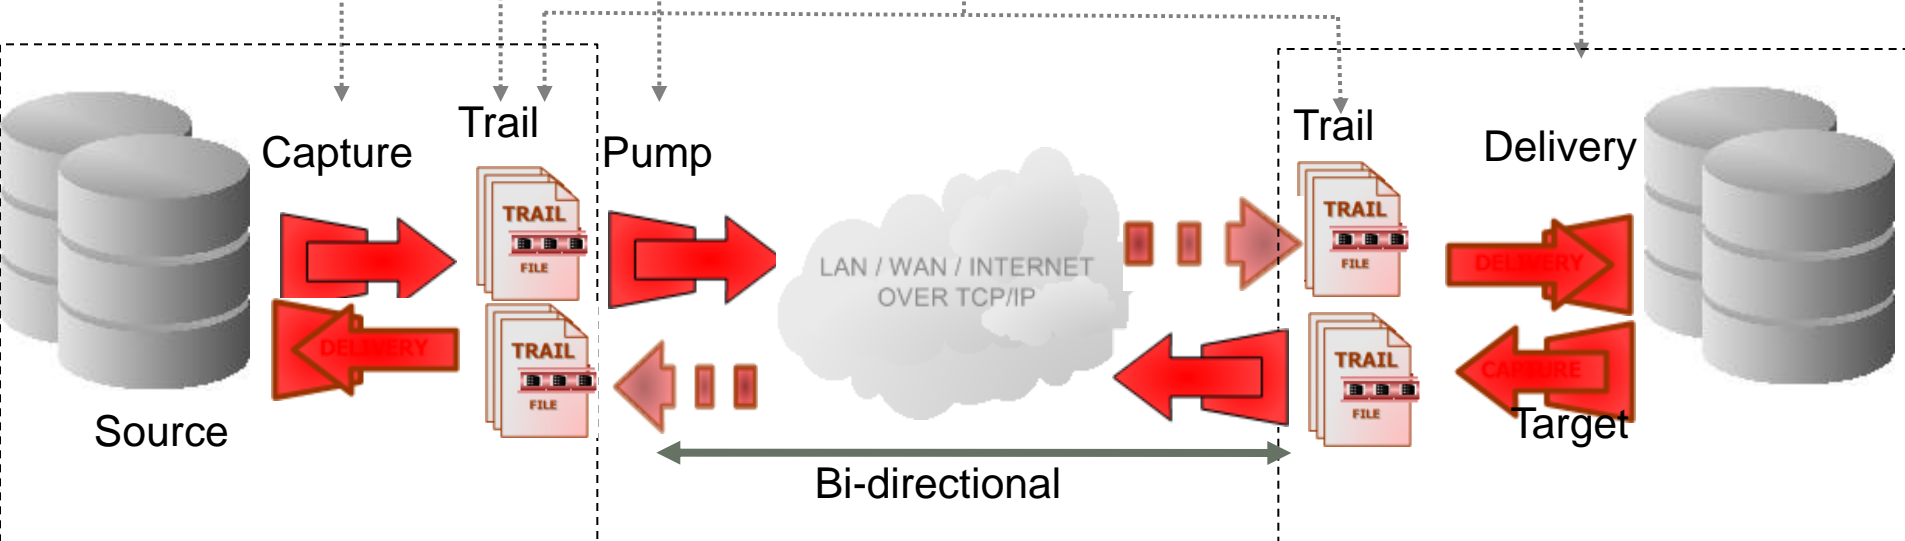 Trail
Capture
Pump
Trail
Delivery
TRAIL
FILE
TRAIL
FILE
LAN / WAN / INTERNET
OVER TCP/IP
DELIVERY
DELIVERY
TRAIL
FILE
TRAIL
FILE
CAPTURE
Source
Target
Bi-directional